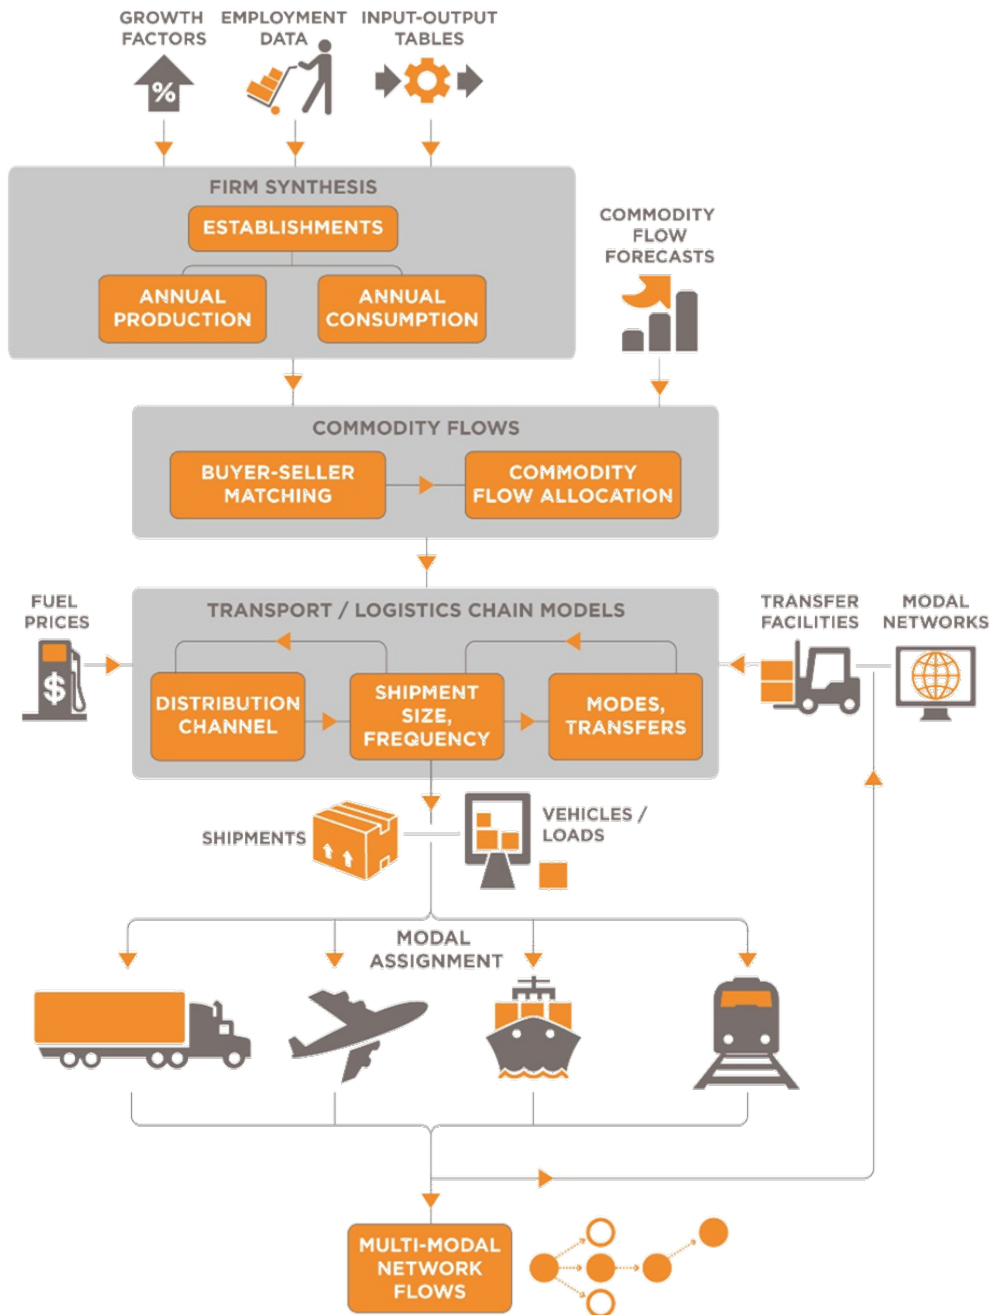 GROWTH
FACTORS
EMPLOYMENT
DATA
INPUT-OUTPUT
TABLES
%
FIRM SYNTHESIS
ESTABLISHMENTS
ANNUAL
PRODUCTION
ANNUAL
CONSUMPTION
COMMODITY
FLOW
FORECASTS
COMMODITY FLOWS
BUYER-SELLER
MATCHING
COMMODITY
FLOW ALLOCATION
FUEL
PRICES
$
TRANSPORT / LOGISTICS CHAIN MODELS
DISTRIBUTION
CHANNEL
SHIPMENT
SIZE,
FREQUENCY
MODES,
TRANSFERS
TRANSFER
FACILITIES
MODAL
NETWORKS
SHIPMENTS
VEHICLES /
LOADS
MODAL
ASSIGNMENT
MULTI-MODAL
NETWORK
FLOWS